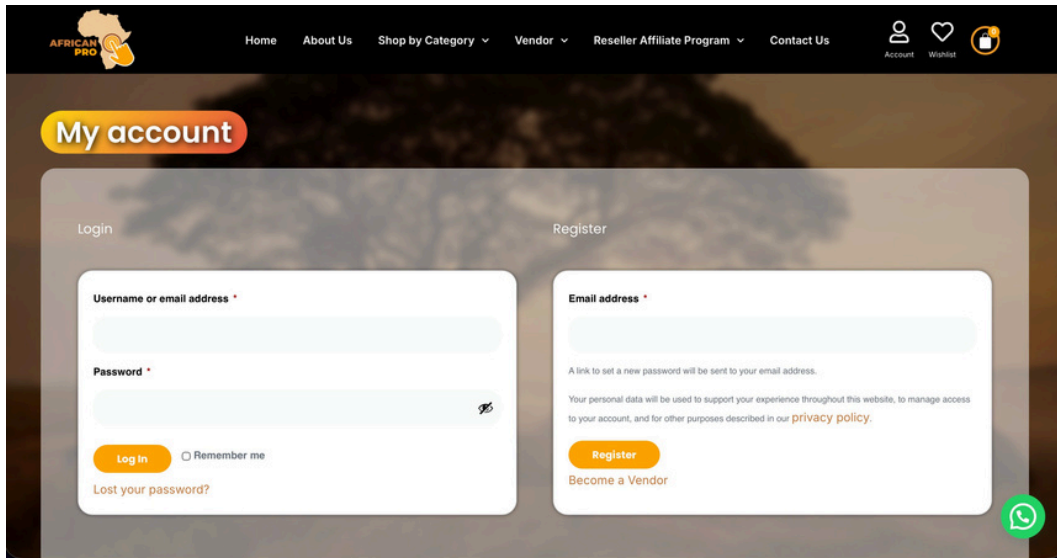 AFRICAN
PRO
Home About Us Shop by Category Vendor Reseller Affiliate Program Contact Us
Account Wishlist
0
My account
Login
Username or email address *
Password *
Log In Remember me
Lost your password?
Register
Email address *
A link to set a new password will be sent to your email address.
Your personal data will be used to support your experience throughout this website, to manage access
to your account, and for other purposes described in our privacy policy.
Register
Become a Vendor